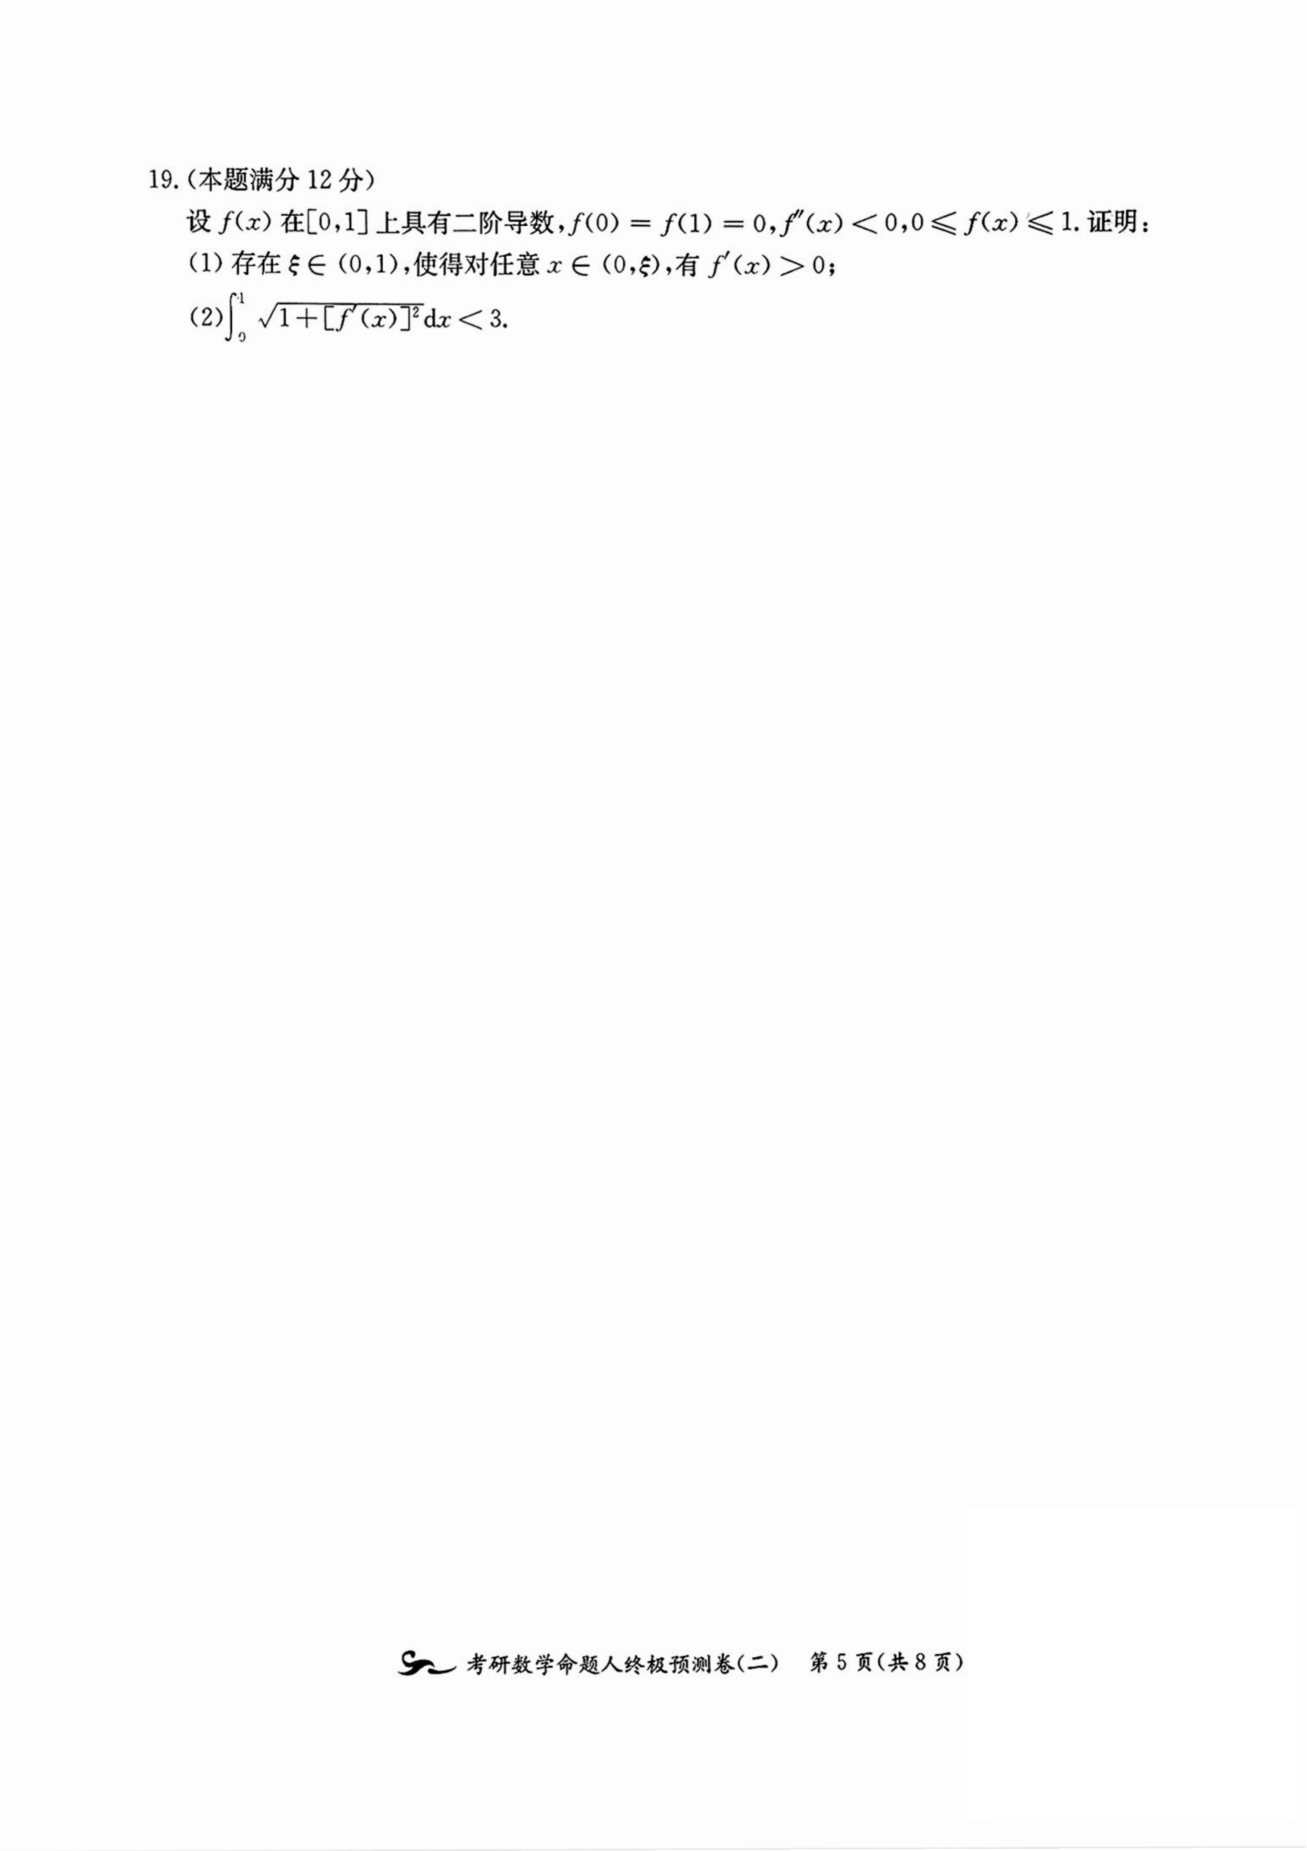 19.(本题满分 12 分)
设 f(x) 在[0,1] 上具有二阶导数,f(0) = f(1) = 0,f″(x) < 0,0 ⩽ f(x) ⩽ 1. 证明:
(1) 存在 ξ ∈ (0,1),使得对任意 x ∈ (0,ξ),有 f′(x) > 0;
(2)∫₀¹ √(1+[f′(x)]²)dx < 3.
考研数学命题人终极预测卷(二) 第 5 页(共 8 页)